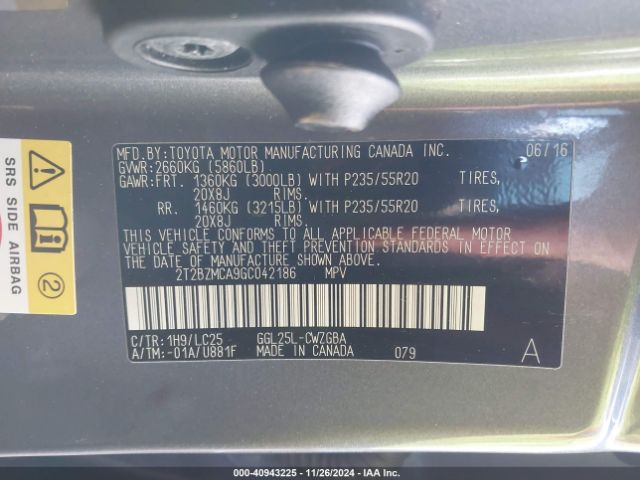 MFD.BY:TOYOTA MOTOR MANUFACTURING CANADA INC. 06/16
GVWR:2660KG (5860LB)
GAWR:FRT. 1360KG (3000LB) WITH P235/55R20 TIRES,
20X8J RIMS.
RR. 1460KG (3215LB) WITH P235/55R20 TIRES,
20X8J RIMS.
THIS VEHICLE CONFORMS TO ALL APPLICABLE FEDERAL MOTOR
VEHICLE SAFETY AND THEFT PREVENTION STANDARDS IN EFFECT ON
THE DATE OF MANUFACTURE SHOWN ABOVE.
2T2BZMCA9GC042186 MPV
C/TR:1H9/LC25 GGL25L-CWZGBA
A/TM:-01A/U881F MADE IN CANADA 079 A
SRS SIDE AIRBAG
2
000-40943225 - 11/26/2024 - IAA Inc.